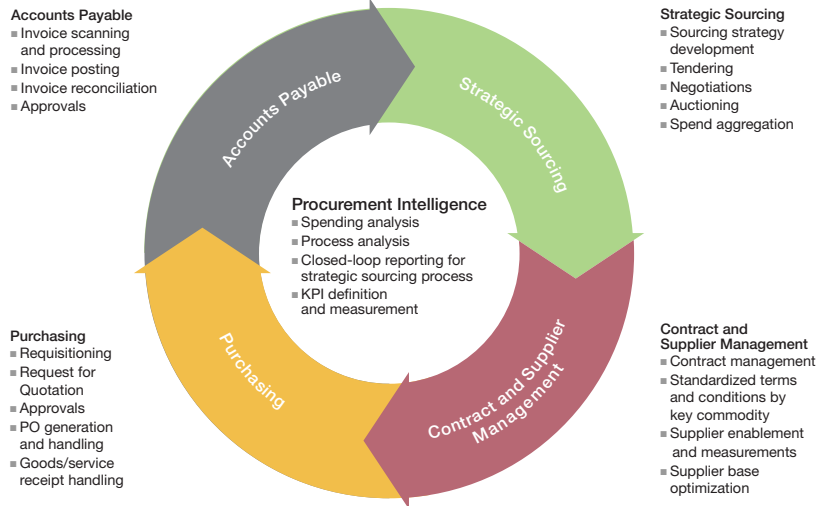 Accounts Payable
■ Invoice scanning
and processing
■ Invoice posting
■ Invoice reconciliation
■ Approvals
Strategic Sourcing
■ Sourcing strategy
development
■ Tendering
■ Negotiations
■ Auctioning
■ Spend aggregation
Accounts Payable
Strategic Sourcing
Procurement Intelligence
■ Spending analysis
■ Process analysis
■ Closed-loop reporting for
strategic sourcing process
■ KPI definition
and measurement
Purchasing
■ Requisitioning
■ Request for
Quotation
■ Approvals
■ PO generation
and handling
■ Goods/service
receipt handling
Purchasing
Contract and Supplier
Management
Contract and
Supplier Management
■ Contract management
■ Standardized terms
and conditions by
key commodity
■ Supplier enablement
and measurements
■ Supplier base
optimization